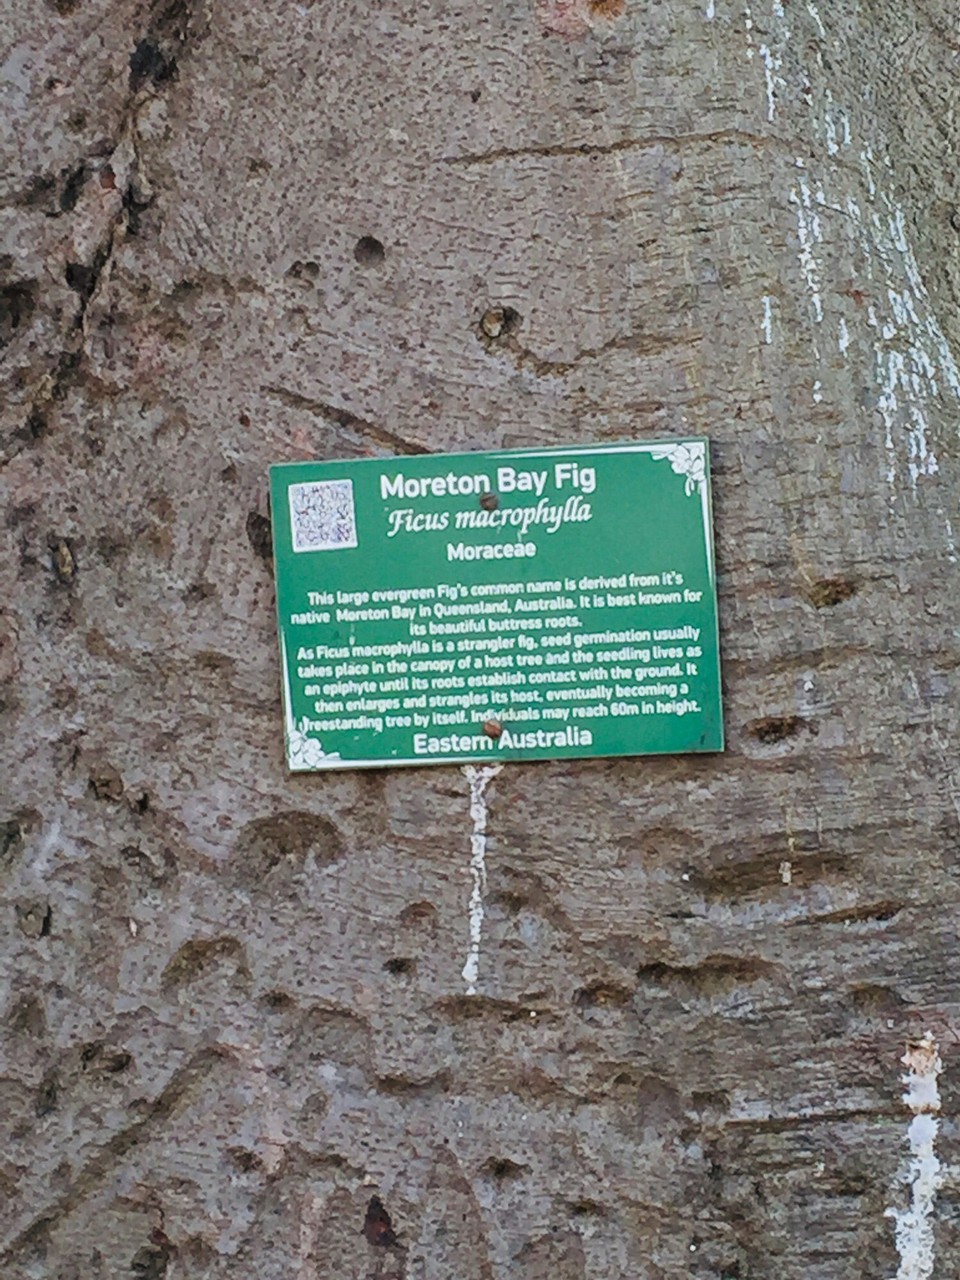 Moreton Bay Fig
Ficus macrophylla
Moraceae
This large evergreen Fig's common name is derived from it's
native Moreton Bay in Queensland, Australia. It is best known for
its beautiful buttress roots.
As Ficus macrophylla is a strangler fig, seed germination usually
takes place in the canopy of a host tree and the seedling lives as
an epiphyte until its roots establish contact with the ground. It
then enlarges and strangles its host, eventually becoming a
freestanding tree by itself. Individuals may reach 60m in height.
Eastern Australia